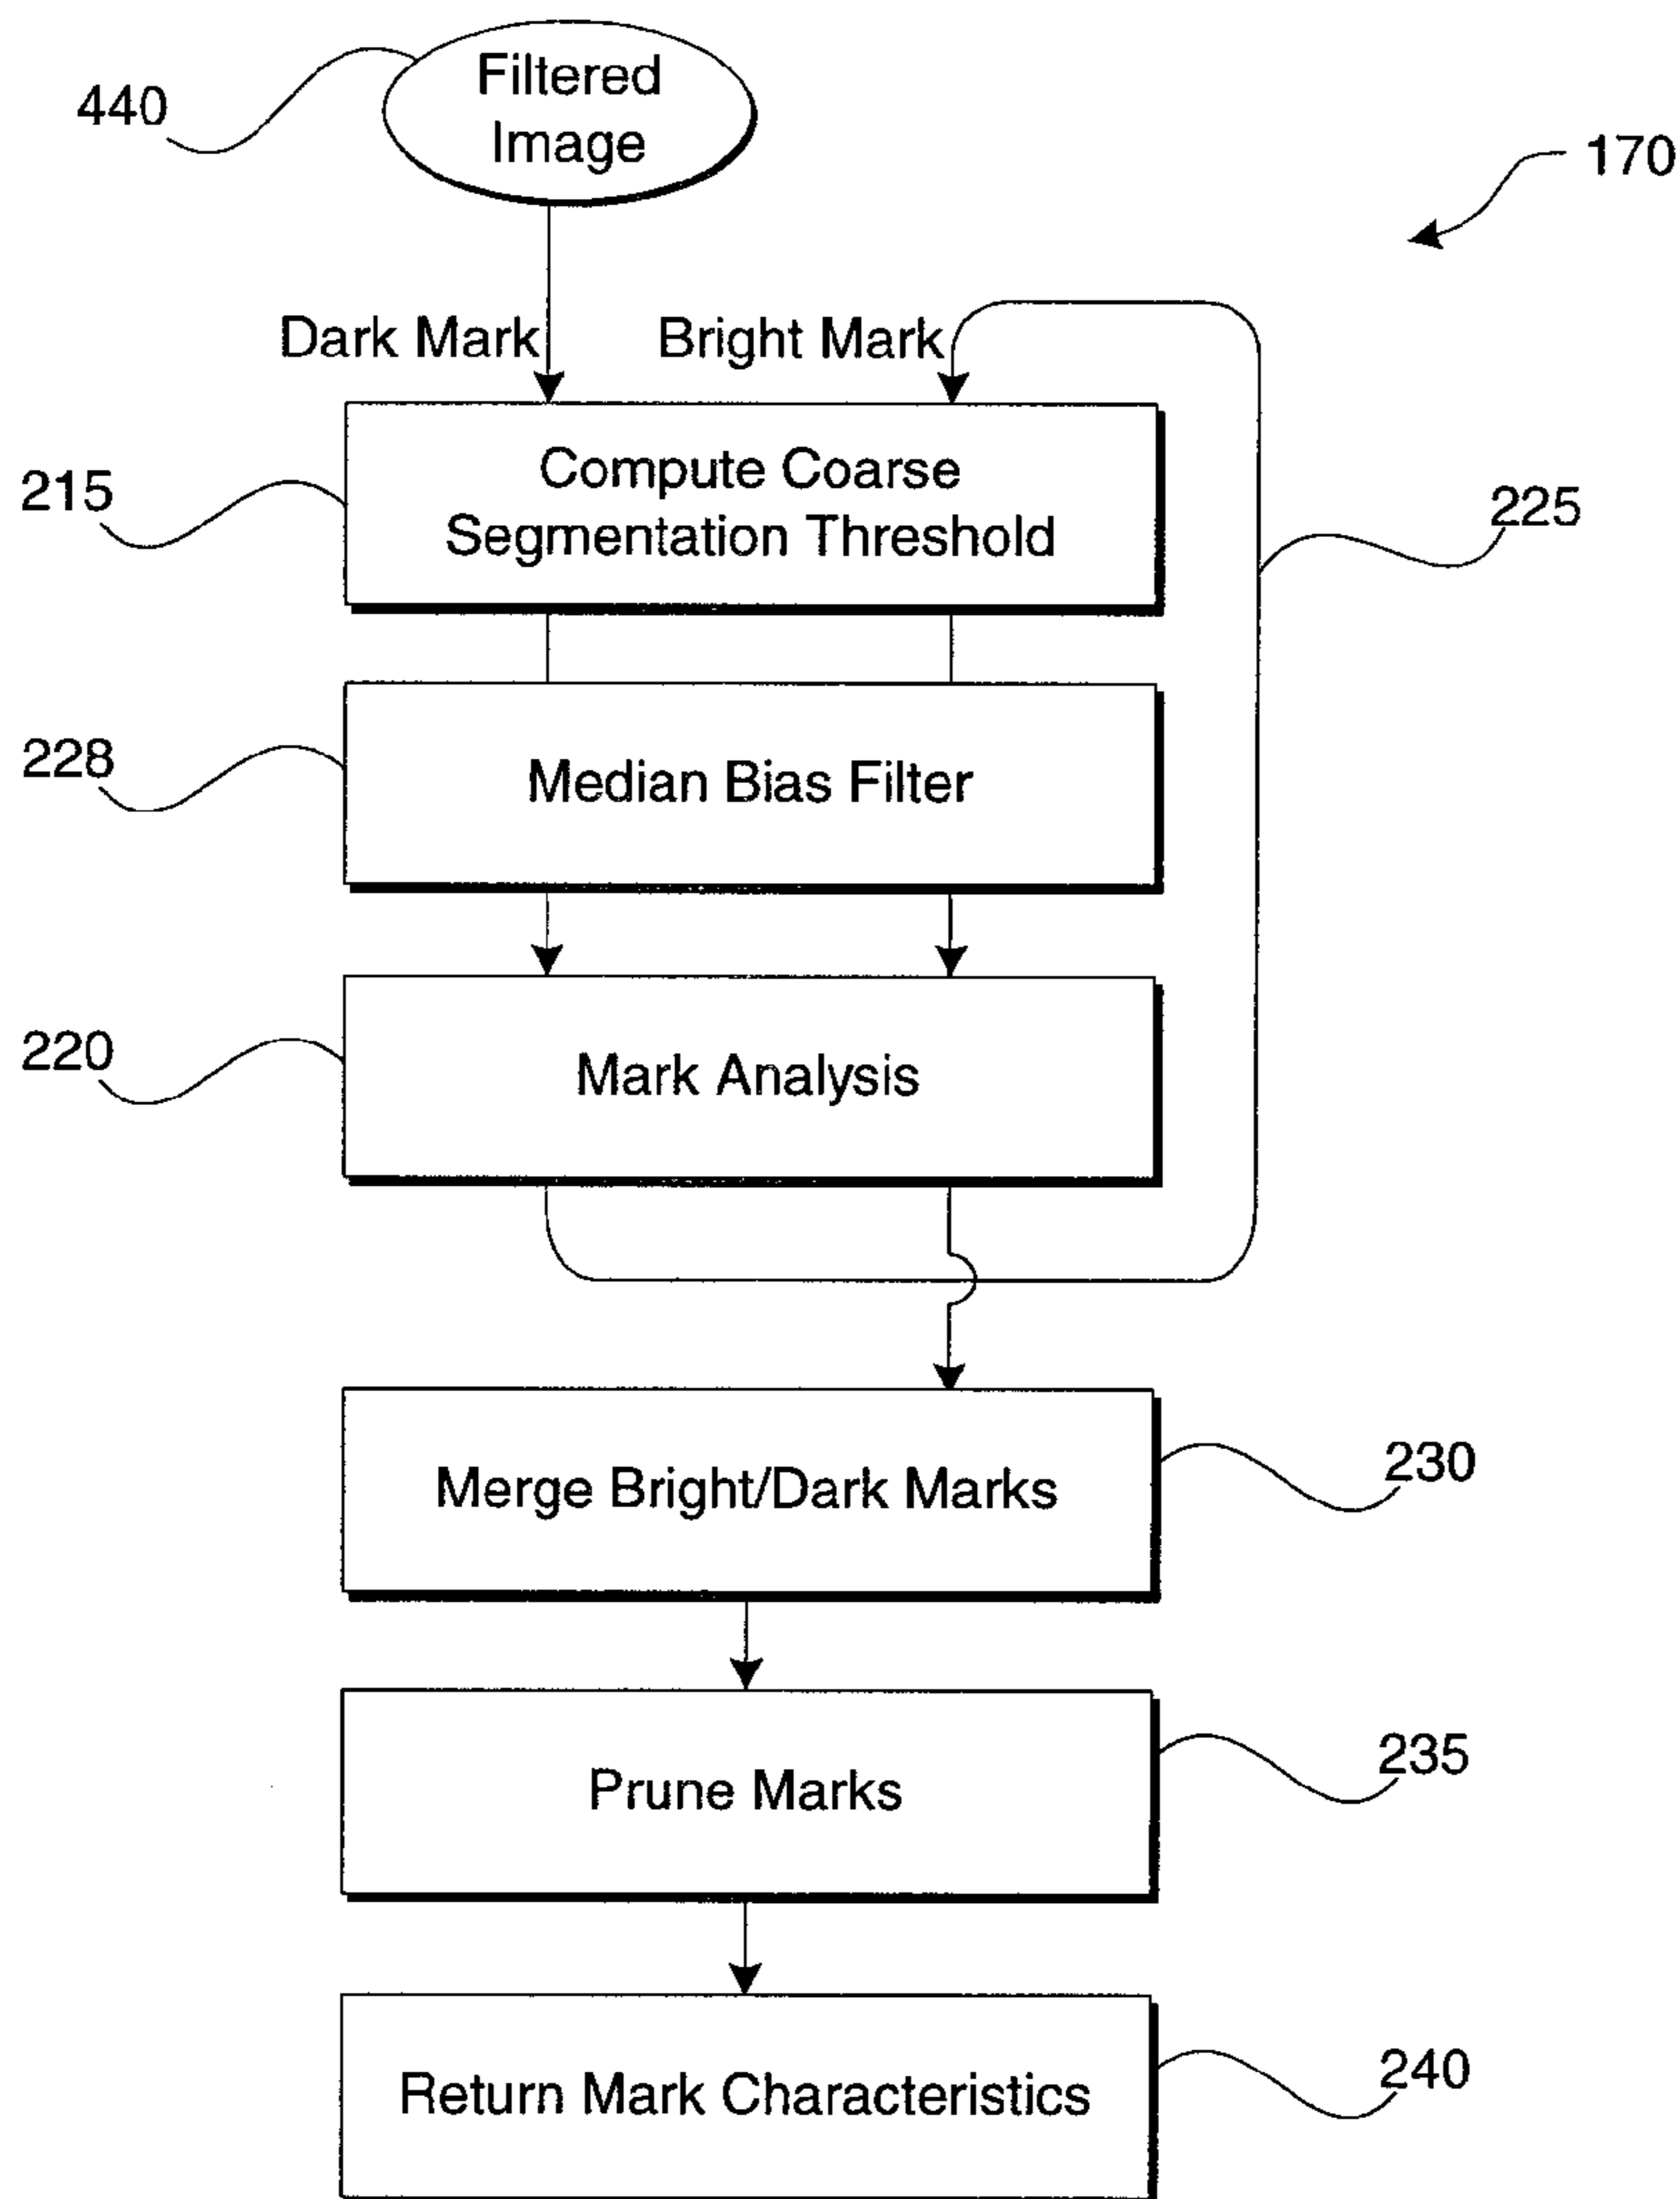 440
Filtered
Image
170
Dark Mark
Bright Mark
215
Compute Coarse
Segmentation Threshold
225
228
Median Bias Filter
220
Mark Analysis
Merge Bright/Dark Marks
230
Prune Marks
235
Return Mark Characteristics
240